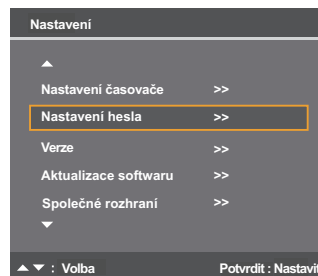 Nastavení
Nastavení časovače >>
Nastavení hesla >>
Verze >>
Aktualizace softwaru >>
Společné rozhraní >>
▲ ▼ : Volba Potvrdit : Nastavit